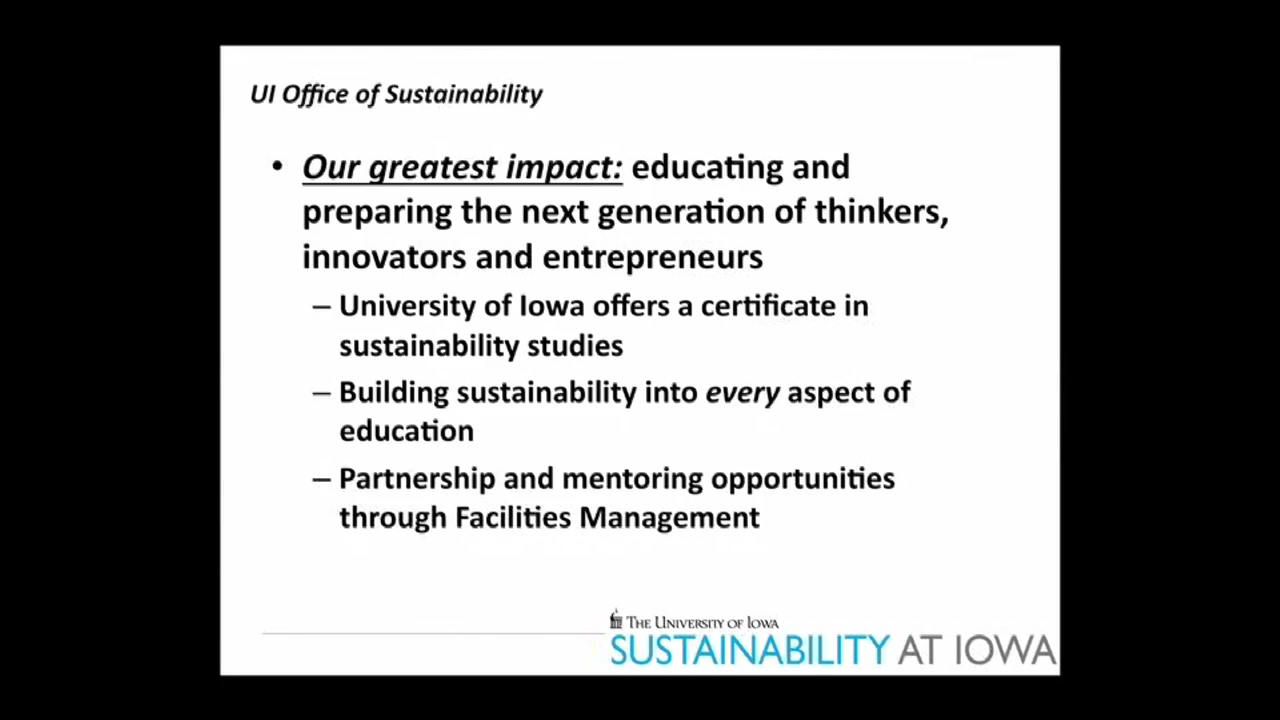 UI Office of Sustainability
• Our greatest impact: educating and
preparing the next generation of thinkers,
innovators and entrepreneurs
– University of Iowa offers a certificate in
sustainability studies
– Building sustainability into every aspect of
education
– Partnership and mentoring opportunities
through Facilities Management
THE UNIVERSITY OF IOWA
SUSTAINABILITY AT IOWA